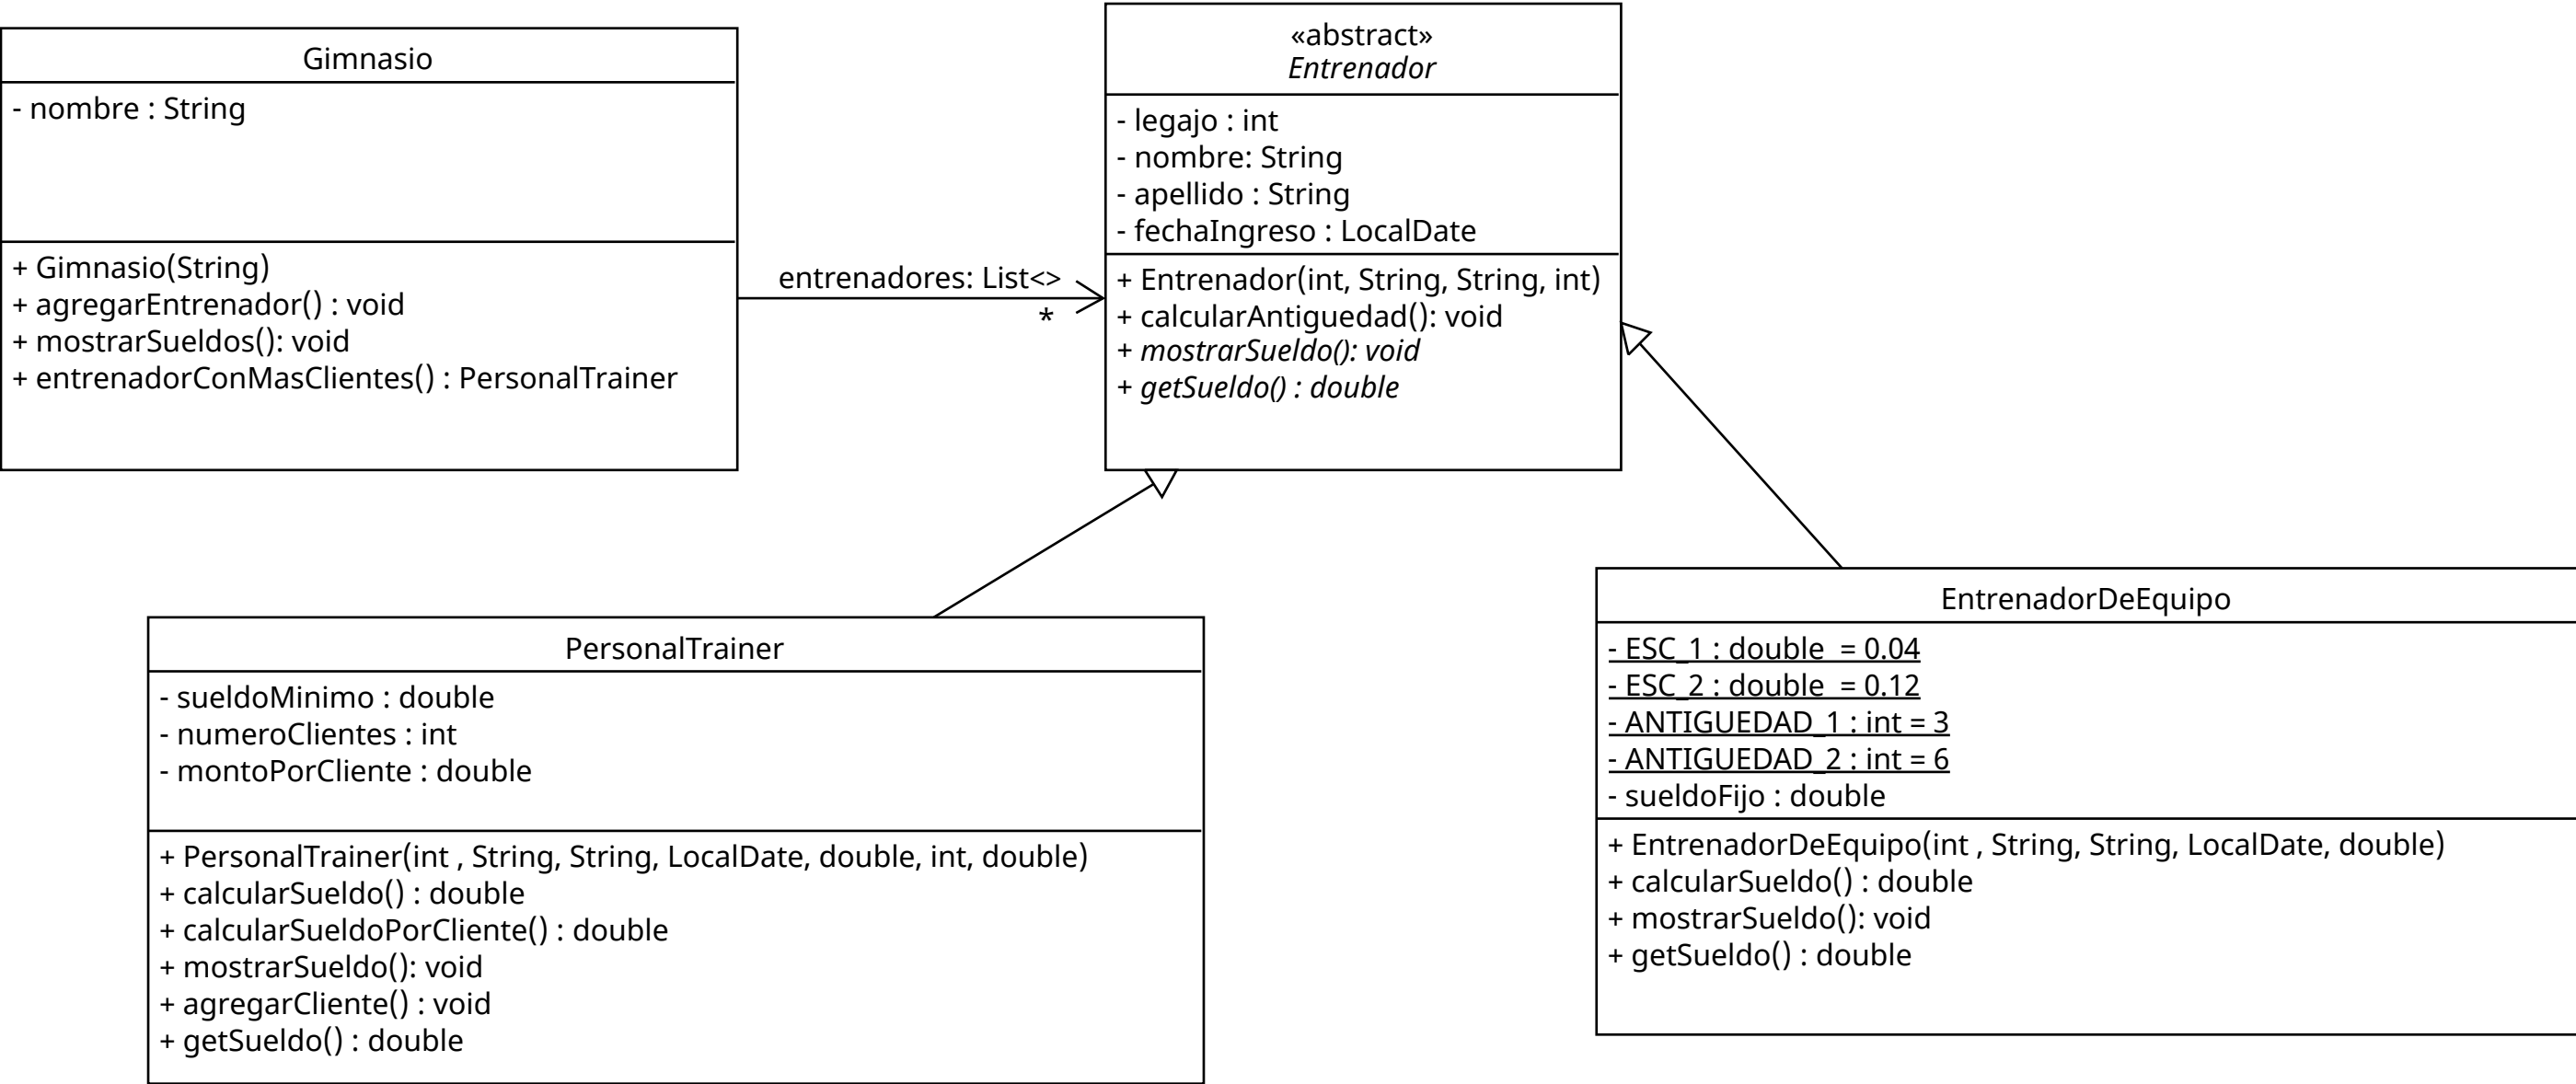 Gimnasio
- nombre : String
+ Gimnasio(String)
+ agregarEntrenador() : void
+ mostrarSueldos(): void
+ entrenadorConMasClientes() : PersonalTrainer
entrenadores: List<>
*
«abstract»
Entrenador
- legajo : int
- nombre: String
- apellido : String
- fechaIngreso : LocalDate
+ Entrenador(int, String, String, int)
+ calcularAntiguedad(): void
+ mostrarSueldo(): void
+ getSueldo() : double
PersonalTrainer
- sueldoMinimo : double
- numeroClientes : int
- montoPorCliente : double
+ PersonalTrainer(int , String, String, LocalDate, double, int, double)
+ calcularSueldo() : double
+ calcularSueldoPorCliente() : double
+ mostrarSueldo(): void
+ agregarCliente() : void
+ getSueldo() : double
EntrenadorDeEquipo
- ESC_1 : double  = 0.04
- ESC_2 : double  = 0.12
- ANTIGUEDAD_1 : int = 3
- ANTIGUEDAD_2 : int = 6
- sueldoFijo : double
+ EntrenadorDeEquipo(int , String, String, LocalDate, double)
+ calcularSueldo() : double
+ mostrarSueldo(): void
+ getSueldo() : double